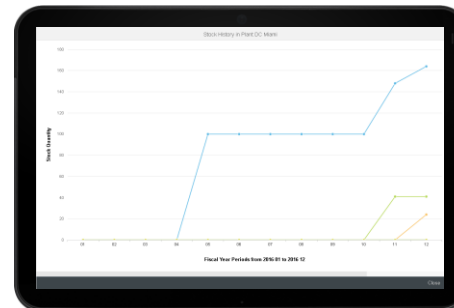 Stock History in Plant DC Miami
180
160
140
120
100
80
60
40
20
0
Stock Quantity
01 02 03 04 05 06 07 08 09 10 11 12
Fiscal Year Periods from 2016 01 to 2016 12
Close